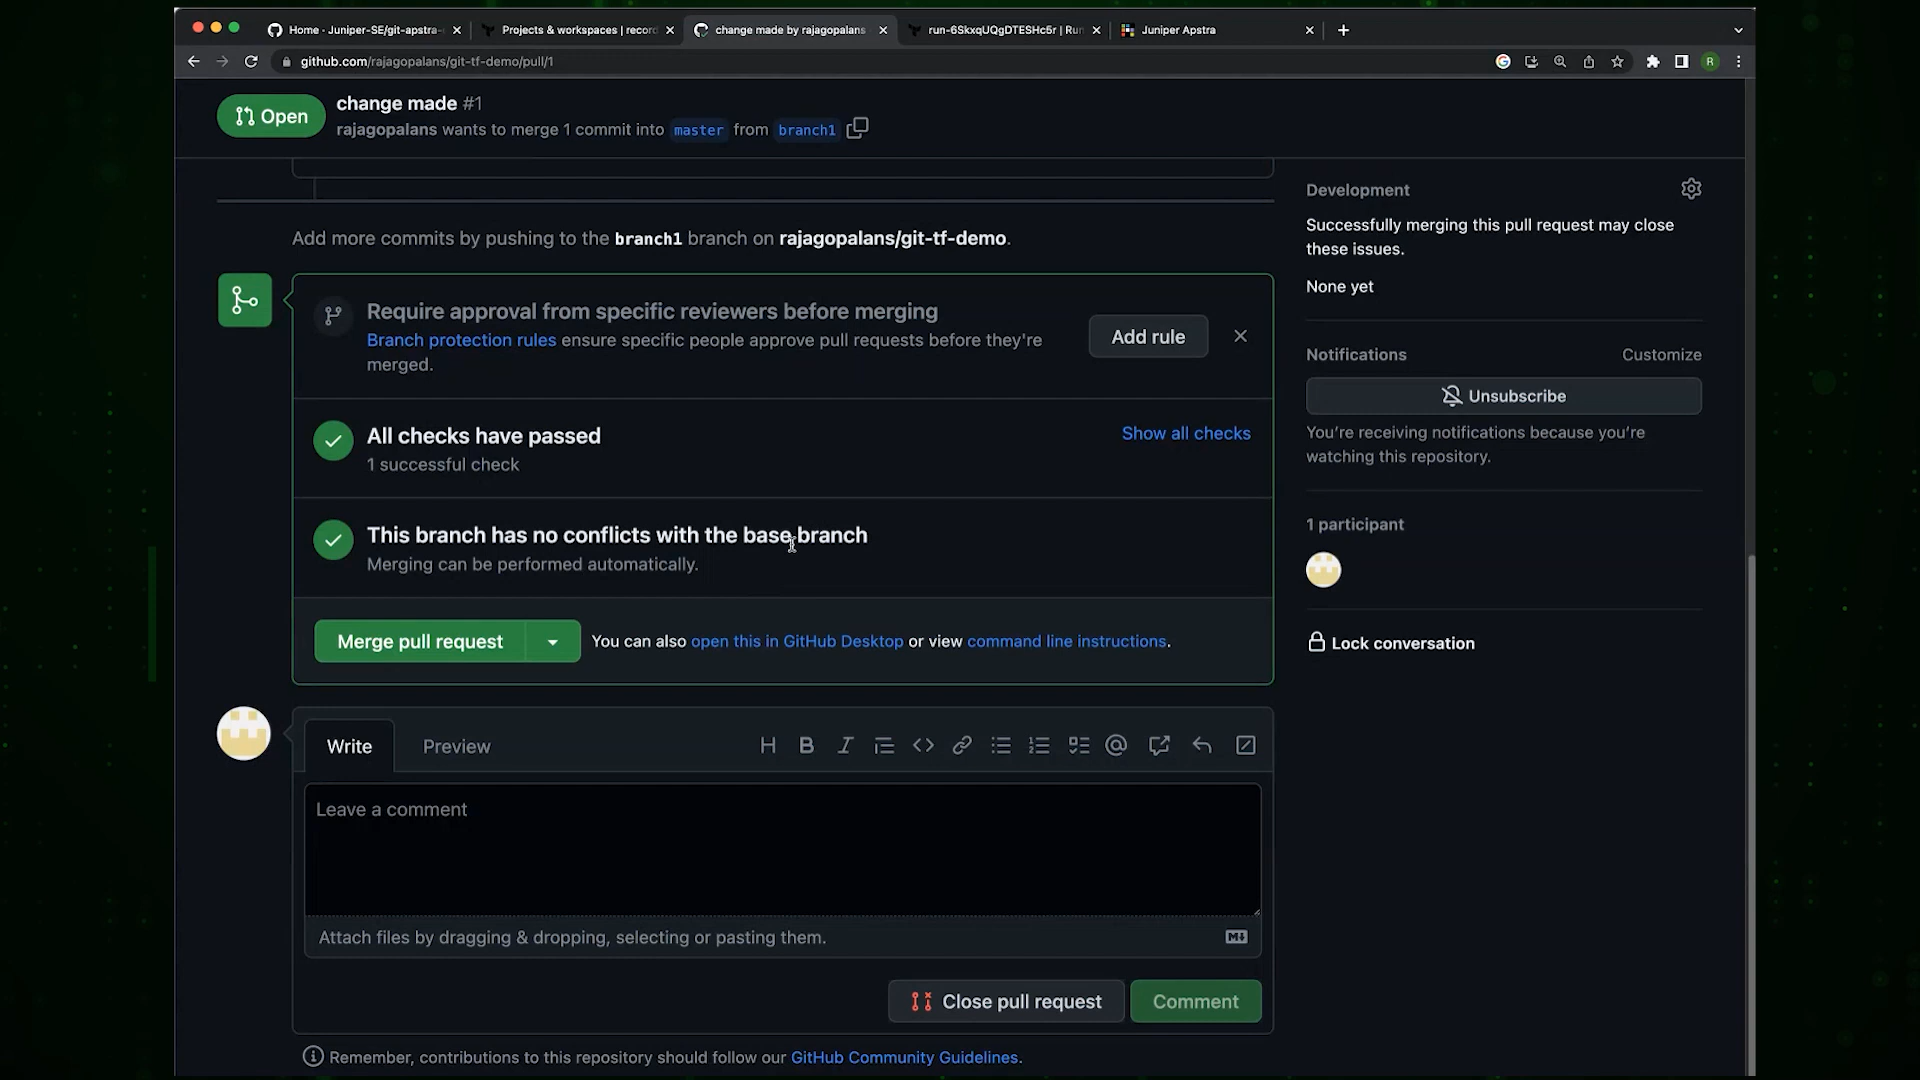 Home - Juniper-SE/git-apstra-
Projects & workspaces | record
change made by rajagopalans
run-6SkxqUQgDTESHc5r | Run
Juniper Apstra
github.com/rajagopalans/git-tf-demo/pull/1
R
Open
change made #1
rajagopalans wants to merge 1 commit into master from branch1
Add more commits by pushing to the branch1 branch on rajagopalans/git-tf-demo.
Require approval from specific reviewers before merging
Branch protection rules ensure specific people approve pull requests before they're
merged.
Add rule
All checks have passed
1 successful check
Show all checks
This branch has no conflicts with the base branch
Merging can be performed automatically.
Merge pull request
You can also open this in GitHub Desktop or view command line instructions.
Write
Preview
Leave a comment
Attach files by dragging & dropping, selecting or pasting them.
Close pull request
Comment
Remember, contributions to this repository should follow our GitHub Community Guidelines.
Development
Successfully merging this pull request may close
these issues.
None yet
Notifications
Customize
Unsubscribe
You're receiving notifications because you're
watching this repository.
1 participant
Lock conversation